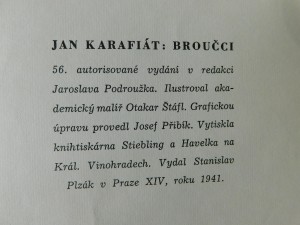 JAN KARAFIÁT: BROUČCI
56. autorisované vydání v redakci
Jaroslava Podroužka. Ilustroval aka-
demický malíř Otakar Štáfl. Grafickou
úpravu provedl Josef Přibík. Vytiskla
knihtiskárna Stiebling a Havelka na
Král. Vinohradech. Vydal Stanislav
Plzák v Praze XIV, roku 1941.